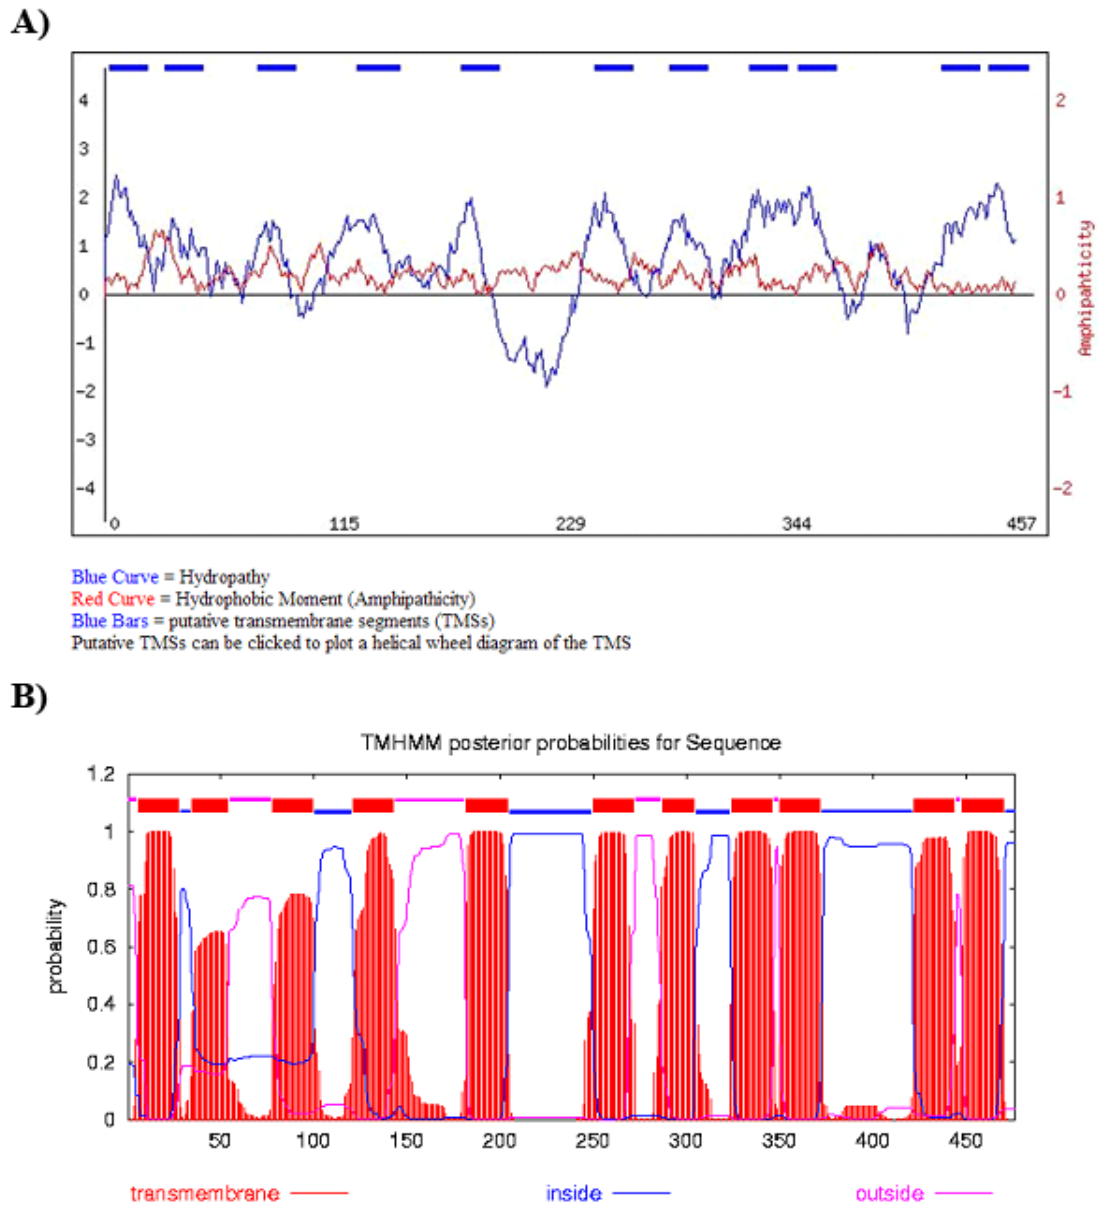 A)
4
3
2
1
0
-1
-2
-3
-4
2
1
0
-1
-2
Amphipahticity
0 115 229 344 457
Blue Curve = Hydropathy
Red Curve = Hydrophobic Moment (Amphipathicity)
Blue Bars = putative transmembrane segments (TMSs)
Putative TMSs can be clicked to plot a helical wheel diagram of the TMS
B)
TMHMM posterior probabilities for Sequence
1.2
1
0.8
0.6
0.4
0.2
0
probability
50 100 150 200 250 300 350 400 450
transmembrane inside outside